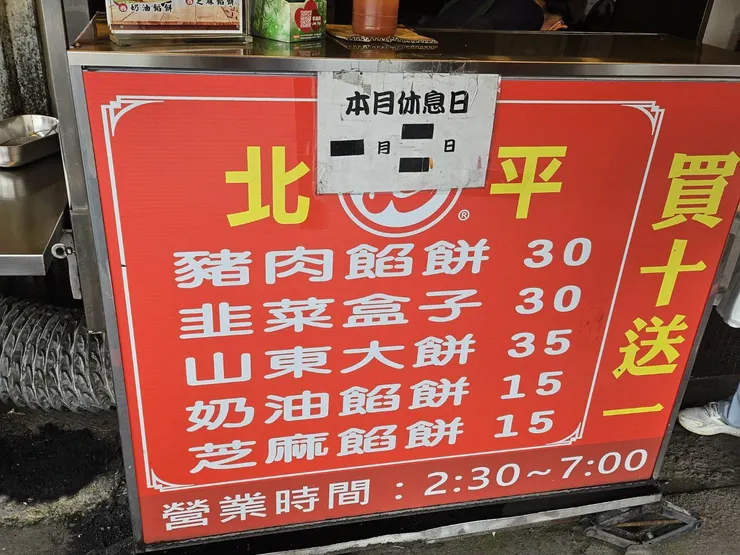 奶油餡餅
芝麻餡餅
本月休息日
月 日
北 平
®
豬肉餡餅 30
韭菜盒子 30
山東大餅 35
奶油餡餅 15
芝麻餡餅 15
營業時間：2:30~7:00
買十送一